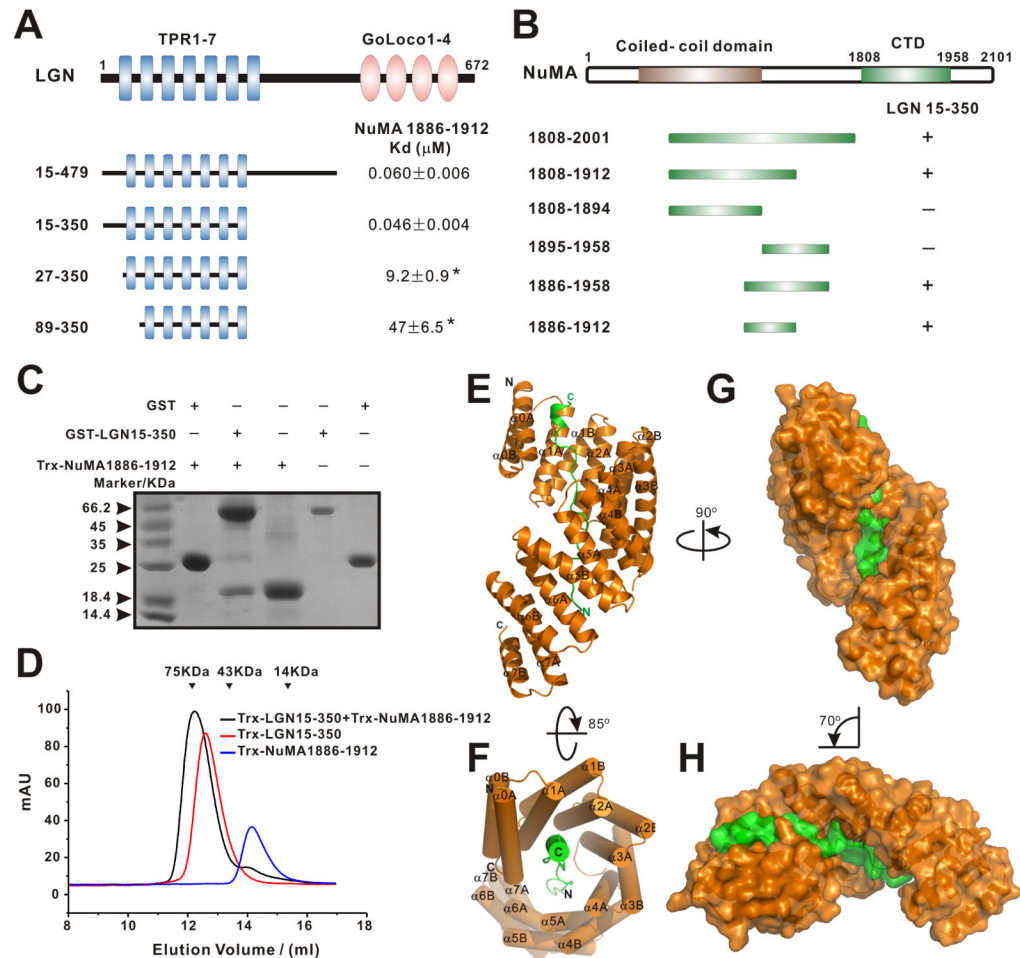 A
TPR1-7
GoLoco1-4
LGN
1
672
NuMA 1886-1912
Kd (μM)
15-479
0.060±0.006
15-350
0.046±0.004
27-350
9.2±0.9 *
89-350
47±6.5 *
B
1
Coiled- coil domain
CTD
1808
1958
2101
NuMA
LGN 15-350
1808-2001
+
1808-1912
+
1808-1894
—
1895-1958
—
1886-1958
+
1886-1912
+
C
GST
+ — — — +
GST-LGN15-350
— + — + —
Trx-NuMA1886-1912
+ + + — —
Marker/KDa
66.2
45
35
25
18.4
14.4
D
75KDa 43KDa 14KDa
Trx-LGN15-350+Trx-NuMA1886-1912
Trx-LGN15-350
Trx-NuMA1886-1912
mAU
100
80
60
40
20
0
8 10 12 14 16 18
Elution Volume / (ml)
E
N
C
α0A
α0B
α1A
α1B
α2A
α2B
α3A
α3B
α4A
α4B
α5A
α5B
α6A
α6B
α7A
α7B
N
C
90°
85°
F
α0B
N
α0A
α1A
α1B
α2A
α2B
α3A
α3B
α4A
α4B
α5A
α5B
α6A
α6B
α7A
α7B
C
C
N
G
70°
H